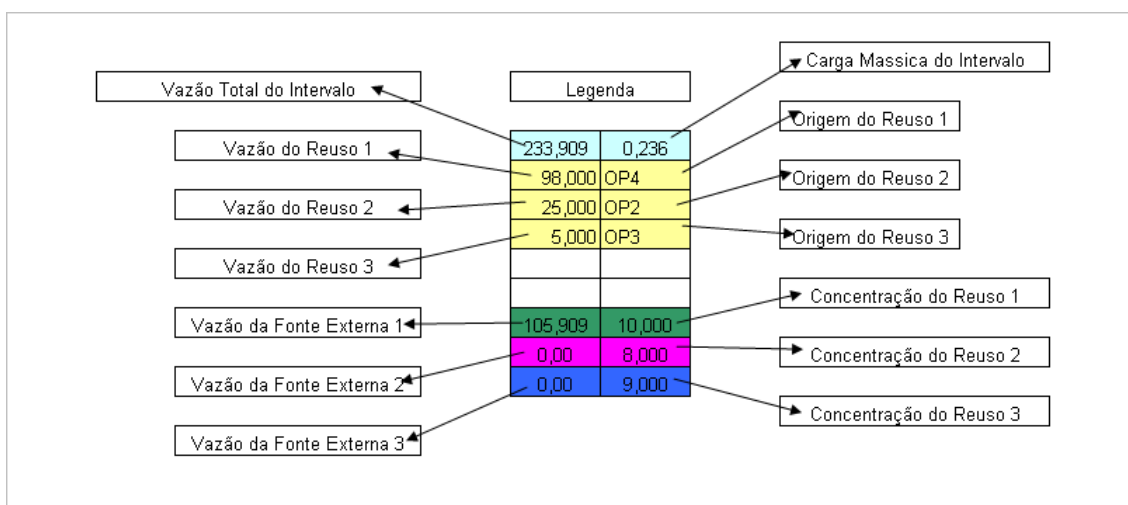 Carga Massica do Intervalo
Vazão Total do Intervalo
Legenda
Origem do Reuso 1
Vazão do Reuso 1
233,909 0,236
98,000 OP4
Origem do Reuso 2
Vazão do Reuso 2
25,000 OP2
5,000 OP3
Origem do Reuso 3
Vazão do Reuso 3
Concentração do Reuso 1
Vazão da Fonte Externa 1
105,909 10,000
0,00 8,000
Concentração do Reuso 2
Vazão da Fonte Externa 2
0,00 9,000
Concentração do Reuso 3
Vazão da Fonte Externa 3